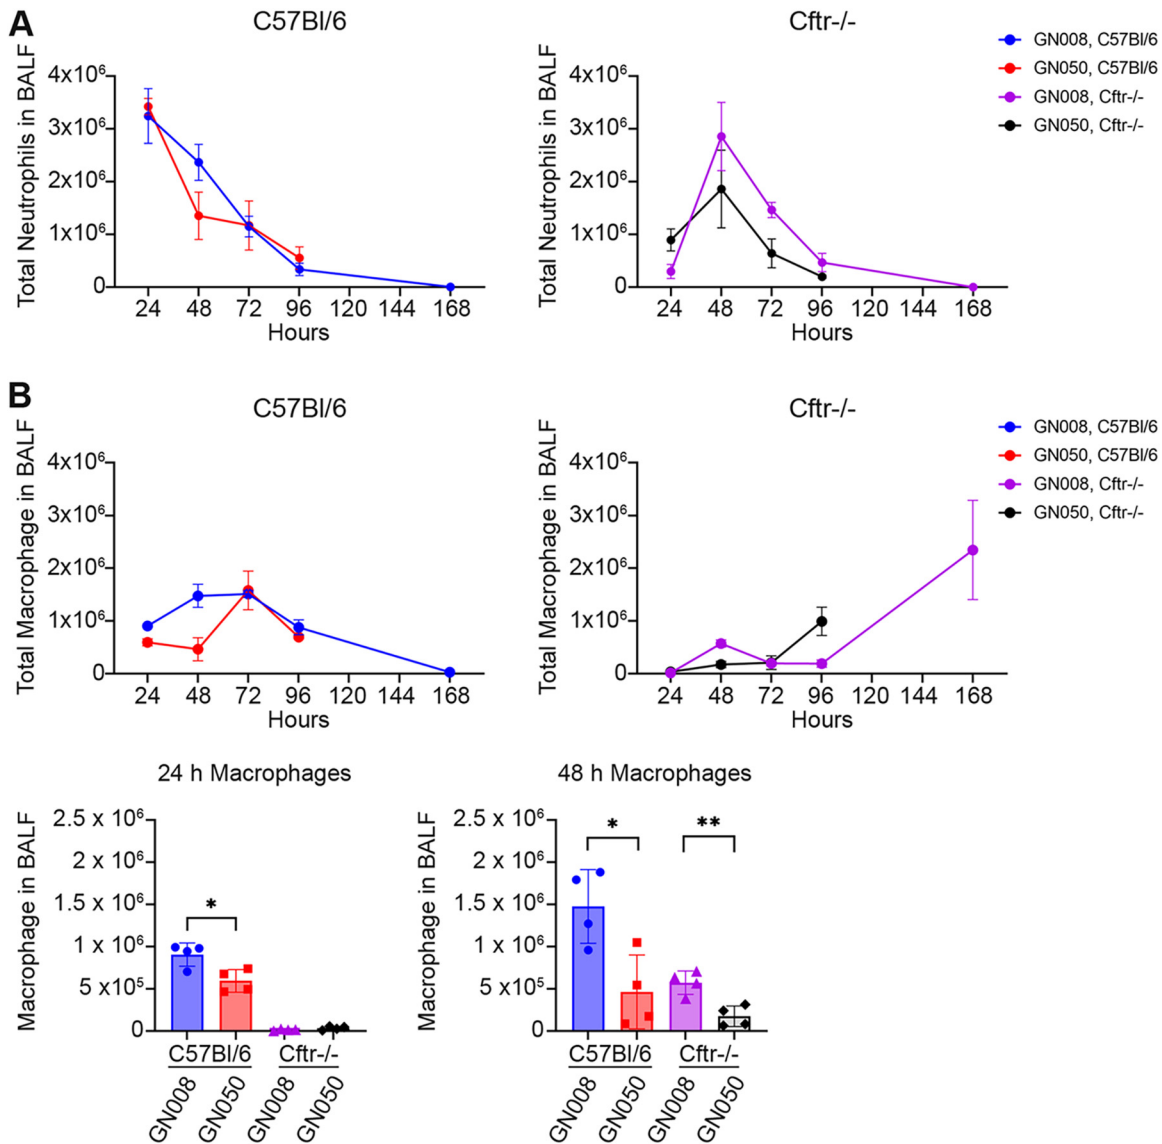 A
C57Bl/6
Cftr-/-
Total Neutrophils in BALF
4x10⁶
3x10⁶
2x10⁶
1x10⁶
0
24 48 72 96 120 144 168
Hours
Total Neutrophils in BALF
4x10⁶
3x10⁶
2x10⁶
1x10⁶
0
24 48 72 96 120 144 168
Hours
GN008, C57Bl/6
GN050, C57Bl/6
GN008, Cftr-/-
GN050, Cftr-/-
B
C57Bl/6
Cftr-/-
Total Macrophage in BALF
4x10⁶
3x10⁶
2x10⁶
1x10⁶
0
24 48 72 96 120 144 168
Hours
Total Macrophage in BALF
4x10⁶
3x10⁶
2x10⁶
1x10⁶
0
24 48 72 96 120 144 168
Hours
GN008, C57Bl/6
GN050, C57Bl/6
GN008, Cftr-/-
GN050, Cftr-/-
24 h Macrophages
Macrophage in BALF
2.5 x 10⁶
2 x 10⁶
1.5 x 10⁶
1 x 10⁶
5 x10⁵
0
*
C57Bl/6 Cftr-/-
GN008 GN050 GN008 GN050
48 h Macrophages
Macrophage in BALF
2.5 x 10⁶
2 x 10⁶
1.5 x 10⁶
1 x 10⁶
5 x10⁵
0
* **
C57Bl/6 Cftr-/-
GN008 GN050 GN008 GN050